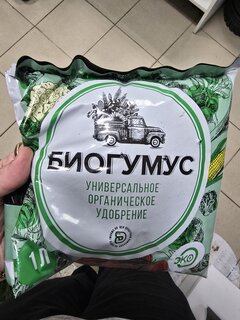 БИОГУМУС
УНИВЕРСАЛЬНОЕ
ОРГАНИЧЕСКОЕ
УДОБРЕНИЕ
1Л
ЭКО